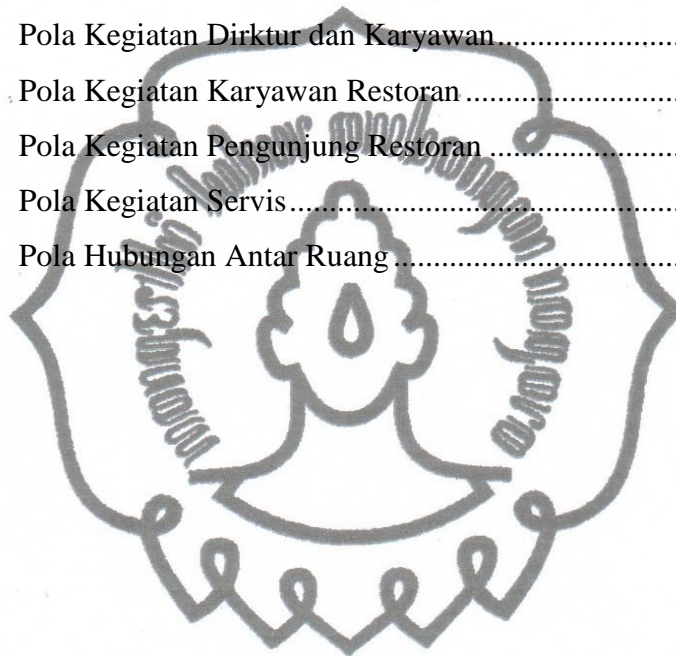 Pola Kegiatan Dirktur dan Karyawan.......................
Pola Kegiatan Karyawan Restoran............................
Pola Kegiatan Pengunjung Restoran.........................
Pola Kegiatan Servis.................................................
Pola Hubungan Antar Ruang.....................................